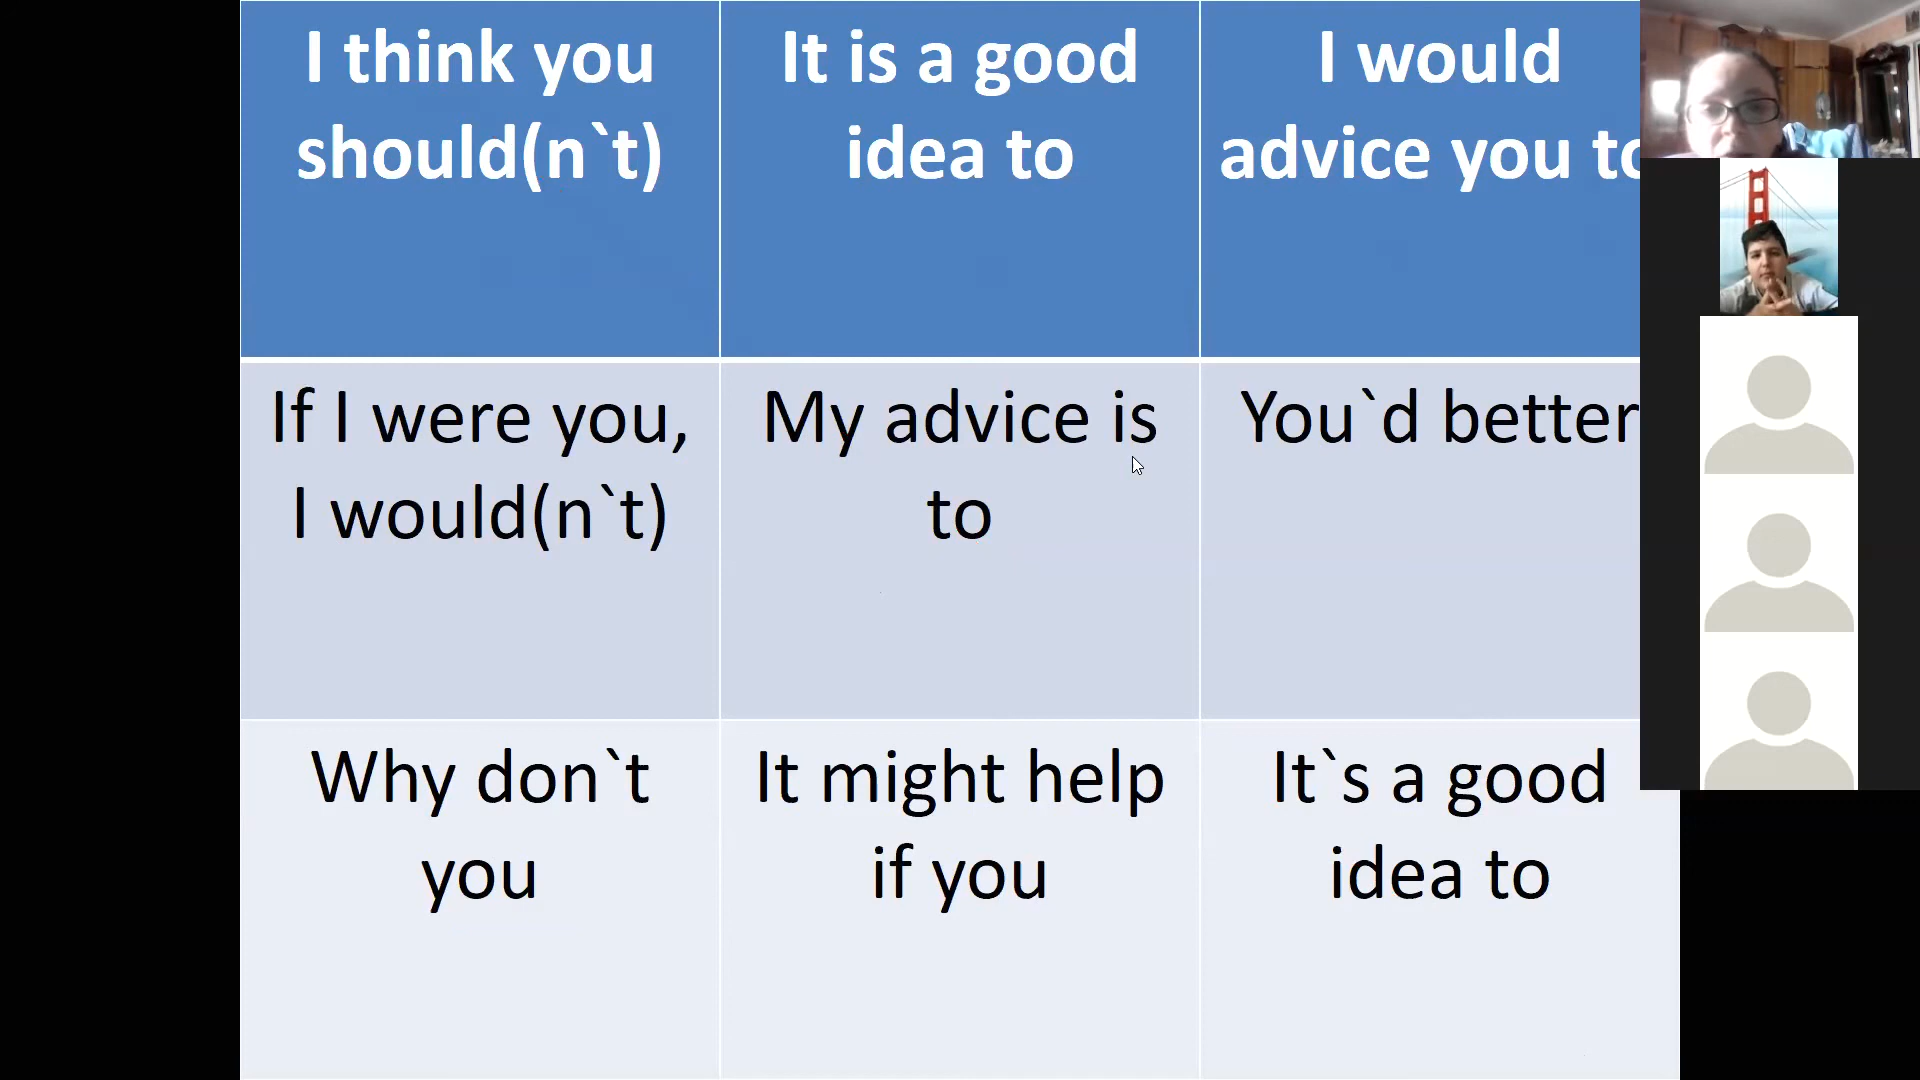 I think you
should(n`t)
It is a good
idea to
I would
advice you to
If I were you,
I would(n`t)
My advice is
to
You`d better
Why don`t
you
It might help
if you
It`s a good
idea to